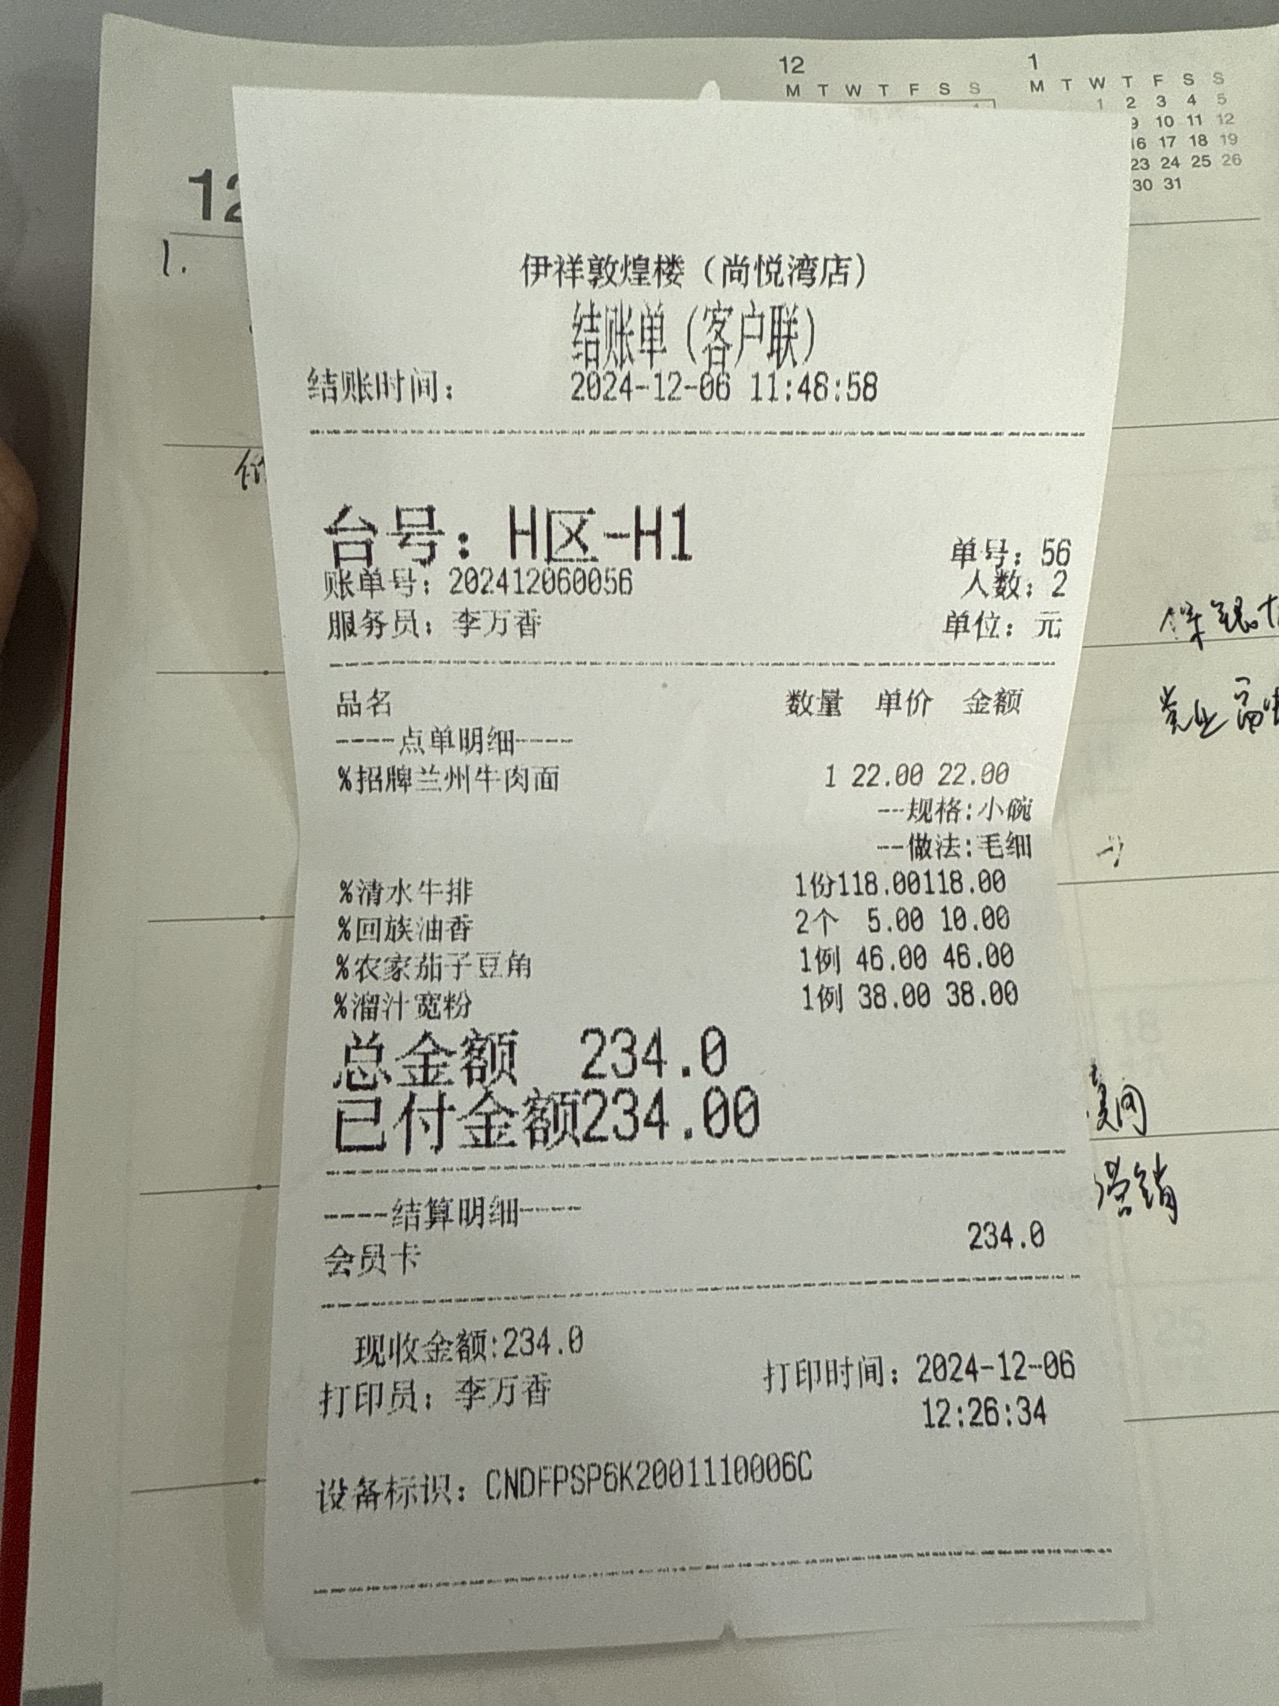 12
M T W T F S S
1
M T W T F S S
1 2 3 4 5
9 10 11 12
16 17 18 19
23 24 25 26
30 31
12
1.
伊祥敦煌楼（尚悦湾店）
结账单（客户联）
结账时间： 2024-12-06 11:48:58
台号：H区-H1
单号：56
账单号：202412060056 人数：2
服务员：李万香 单位：元
品名 数量 单价 金额
----点单明细----
%招牌兰州牛肉面 1 22.00 22.00
--规格:小碗
--做法:毛细
%清水牛排 1份118.00118.00
%回族油香 2个 5.00 10.00
%农家茄子豆角 1例 46.00 46.00
%溜汁宽粉 1例 38.00 38.00
总金额 234.0
已付金额234.00
----结算明细----
会员卡 234.0
现收金额:234.0
打印员：李万香 打印时间：2024-12-06
12:26:34
设备标识：CNDFPSP6K2001110006C
营销